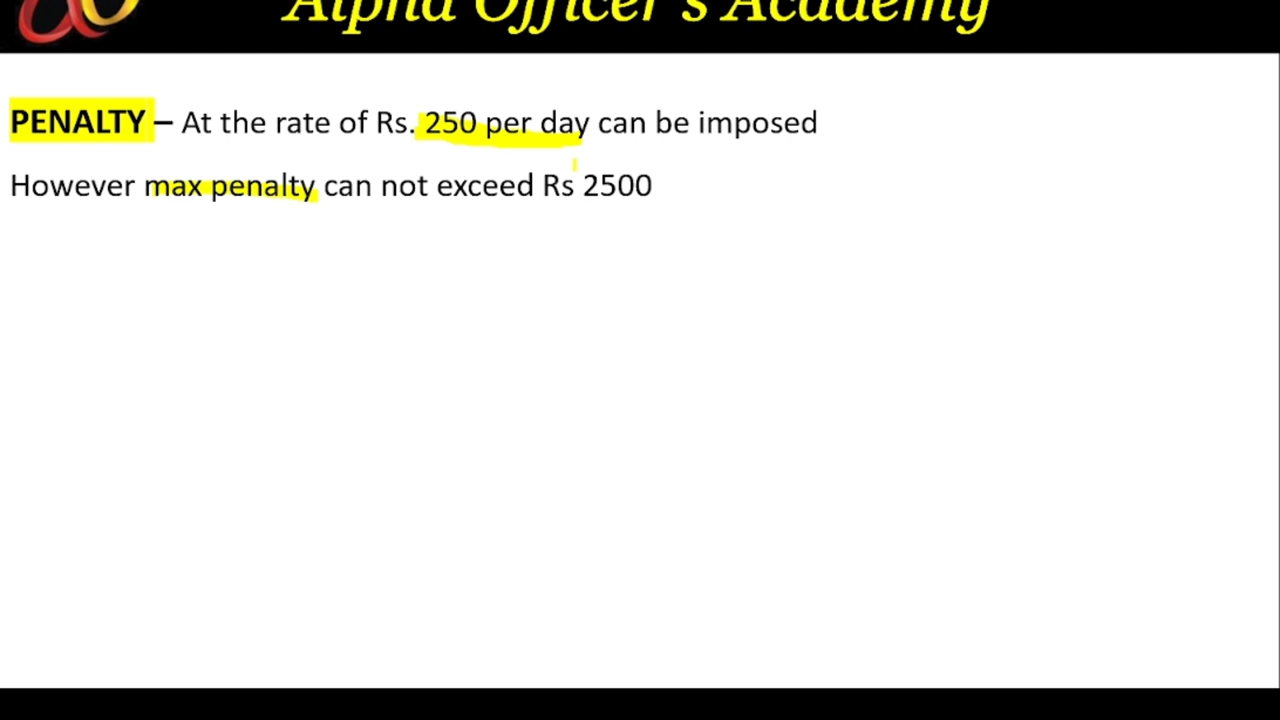 Alpha Officer's Academy
PENALTY – At the rate of Rs. 250 per day can be imposed
However max penalty can not exceed Rs 2500